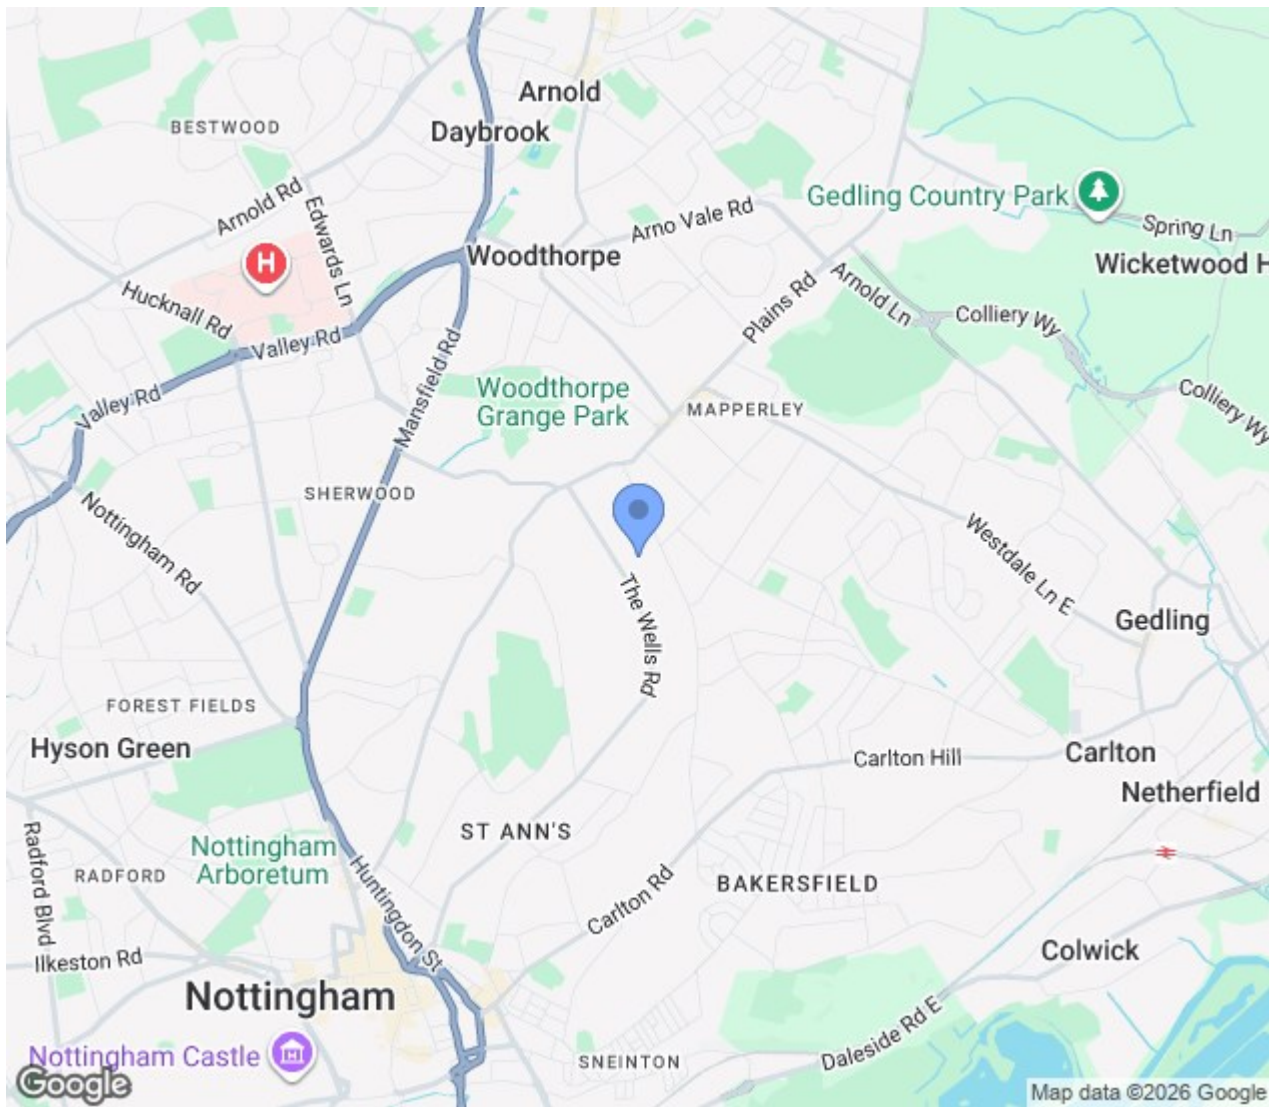 Arnold
BESTWOOD
Daybrook
Arnold Rd
Edwards Ln
Gedling Country Park
Arno Vale Rd
Spring Ln
Woodthorpe
Wicketwood H
H
Hucknall Rd
Plains Rd
Arnold Ln
Colliery Wy
Valley Rd
Mansfield Rd
Valley Rd
Woodthorpe
Grange Park
MAPPERLEY
Colliery Wy
SHERWOOD
Nottingham Rd
Westdale Ln E
The Wells Rd
Gedling
FOREST FIELDS
Hyson Green
Carlton Hill
Carlton
Netherfield
ST ANN'S
Nottingham
Arboretum
Radford Blvd
RADFORD
Huntingdon St
Carlton Rd
BAKERSFIELD
Ilkeston Rd
Colwick
Nottingham
Daleside Rd E
Nottingham Castle
SNEINTON
Google
Map data ©2026 Google